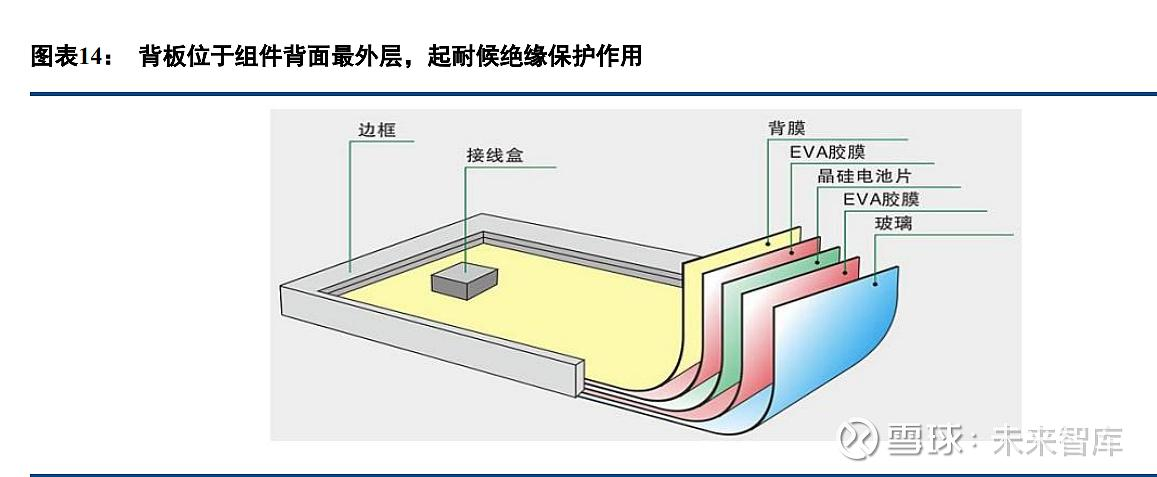 图表14： 背板位于组件背面最外层，起耐候绝缘保护作用
边框
接线盒
背膜
EVA胶膜
晶硅电池片
EVA胶膜
玻璃
雪球：未来智库